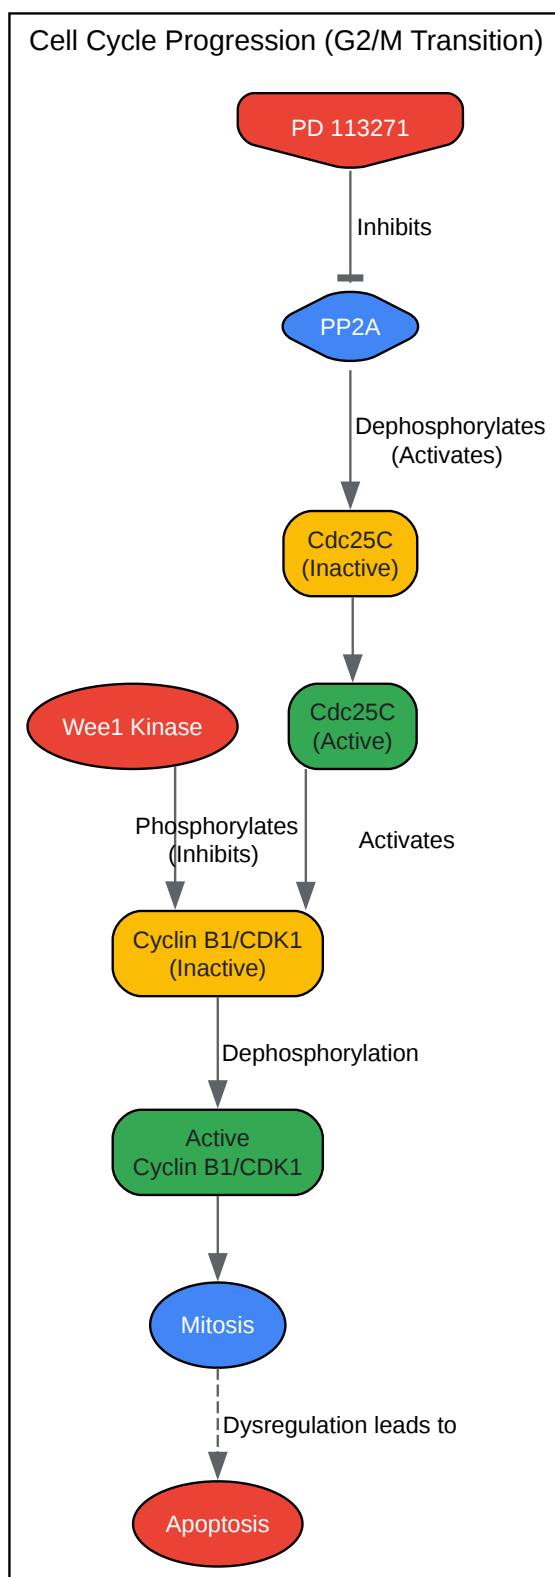 Cell Cycle Progression (G2/M Transition)
PD 113271
Inhibits
PP2A
Dephosphorylates
(Activates)
Cdc25C
(Inactive)
Wee1 Kinase
Cdc25C
(Active)
Phosphorylates
(Inhibits)
Activates
Cyclin B1/CDK1
(Inactive)
Dephosphorylation
Active
Cyclin B1/CDK1
Mitosis
Dysregulation leads to
Apoptosis